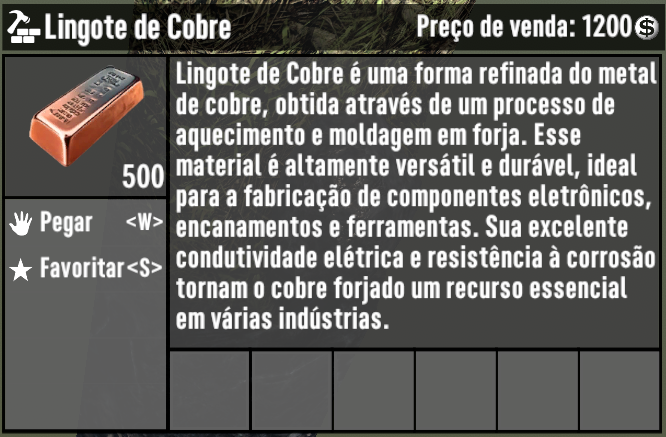 Lingote de Cobre
Preço de venda: 1200
Lingote de Cobre é uma forma refinada do metal
de cobre, obtida através de um processo de
aquecimento e moldagem em forja. Esse
material é altamente versátil e durável, ideal
para a fabricação de componentes eletrônicos,
encanamentos e ferramentas. Sua excelente
condutividade elétrica e resistência à corrosão
tornam o cobre forjado um recurso essencial
em várias indústrias.
500
Pegar <W>
Favoritar<S>